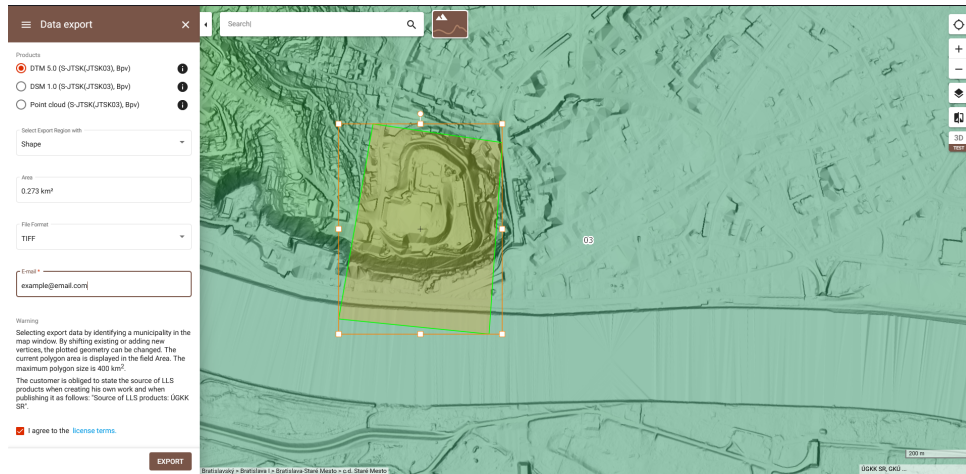 Data export
Search
Products
DTM 5.0 (S-JTSK(JTSK03), Bpv)
DSM 1.0 (S-JTSK(JTSK03), Bpv)
Point cloud (S-JTSK(JTSK03), Bpv)
Select Export Region with
Shape
Area
0.273 km²
File Format
TIFF
E-mail *
example@email.com
Warning
Selecting export data by identifying a municipality in the
map window. By shifting existing or adding new
vertices, the plotted geometry can be changed. The
current polygon area is displayed in the field Area. The
maximum polygon size is 400 km².
The customer is obliged to state the source of LLS
products when creating his own work and when
publishing it as follows: "Source of LLS products: ÚGKK
SR".
I agree to the license terms.
EXPORT
03
3D
TEST
200 m
Bratislavský > Bratislava I > Bratislava-Staré Mesto > c.d. Staré Mesto
ÚGKK SR, GKÚ ...